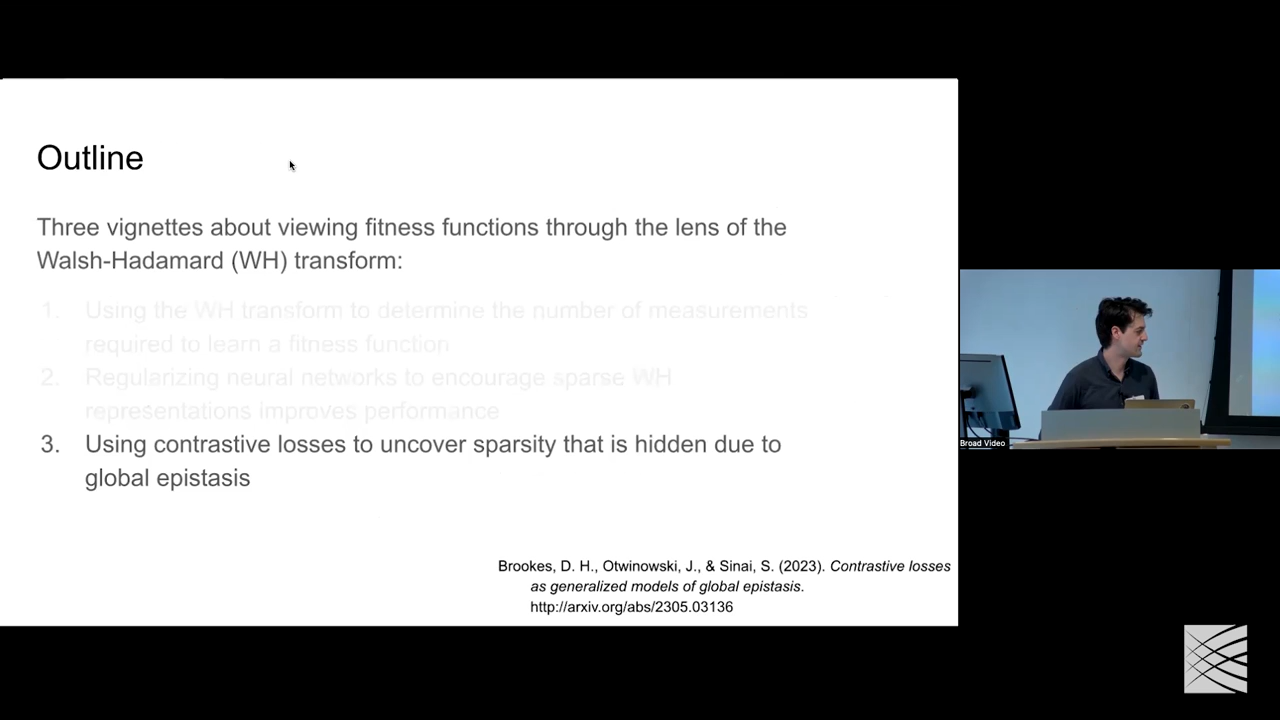 Outline
Three vignettes about viewing fitness functions through the lens of the
Walsh-Hadamard (WH) transform:
1. Using the WH transform to determine the number of measurements
required to learn a fitness function
2. Regularizing neural networks to encourage sparse WH
representations improves performance
3. Using contrastive losses to uncover sparsity that is hidden due to
global epistasis
Brookes, D. H., Otwinowski, J., & Sinai, S. (2023). Contrastive losses
as generalized models of global epistasis.
http://arxiv.org/abs/2305.03136
Broad Video